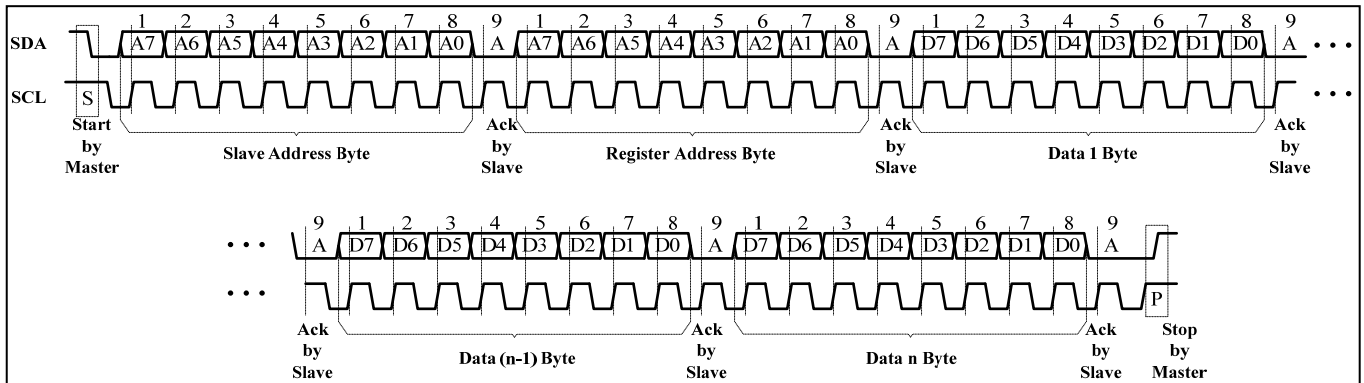 1 2 3 4 5 6 7 8 9 1 2 3 4 5 6 7 8 9 1 2 3 4 5 6 7 8 9
SDA A7 A6 A5 A4 A3 A2 A1 A0 A A7 A6 A5 A4 A3 A2 A1 A0 A D7 D6 D5 D4 D3 D2 D1 D0 A • • •
SCL S • • •
Start by Master
Slave Address Byte
Ack by Slave
Register Address Byte
Ack by Slave
Data 1 Byte
Ack by Slave
9 1 2 3 4 5 6 7 8 9 1 2 3 4 5 6 7 8 9
• • • A D7 D6 D5 D4 D3 D2 D1 D0 A D7 D6 D5 D4 D3 D2 D1 D0 A
• • • P
Ack by Slave
Data (n-1) Byte
Ack by Slave
Data n Byte
Ack by Slave
Stop by Master